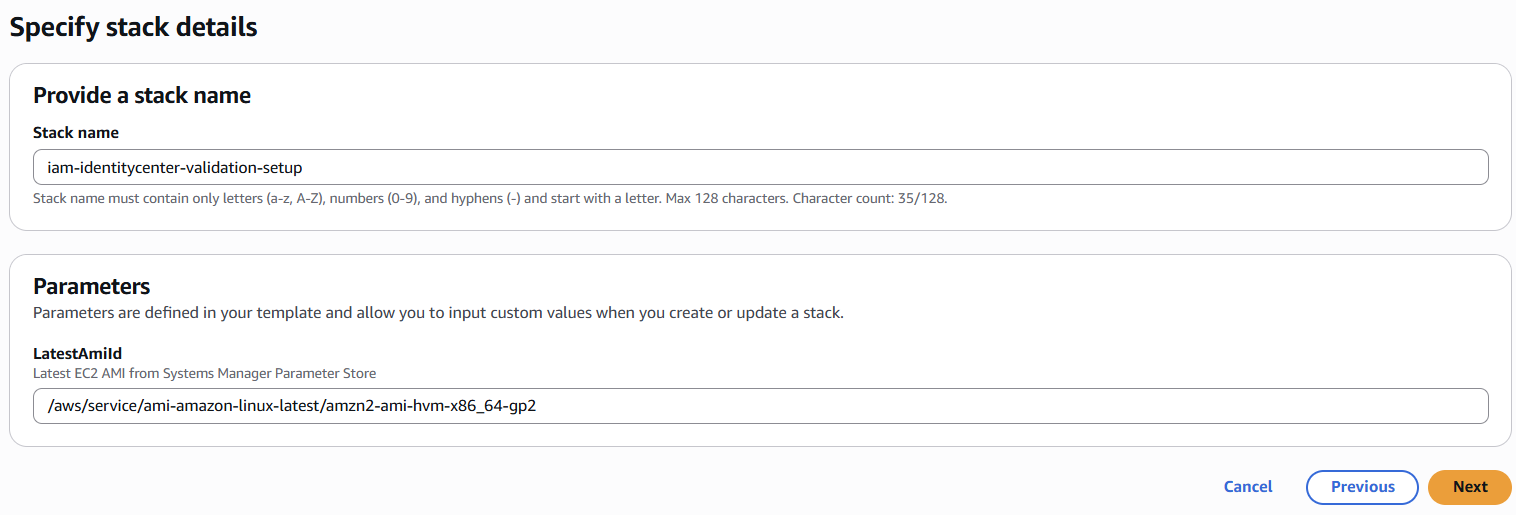 Specify stack details
Provide a stack name
Stack name
iam-identitycenter-validation-setup
Stack name must contain only letters (a-z, A-Z), numbers (0-9), and hyphens (-) and start with a letter. Max 128 characters. Character count: 35/128.
Parameters
Parameters are defined in your template and allow you to input custom values when you create or update a stack.
LatestAmiId
Latest EC2 AMI from Systems Manager Parameter Store
/aws/service/ami-amazon-linux-latest/amzn2-ami-hvm-x86_64-gp2
Cancel Previous Next